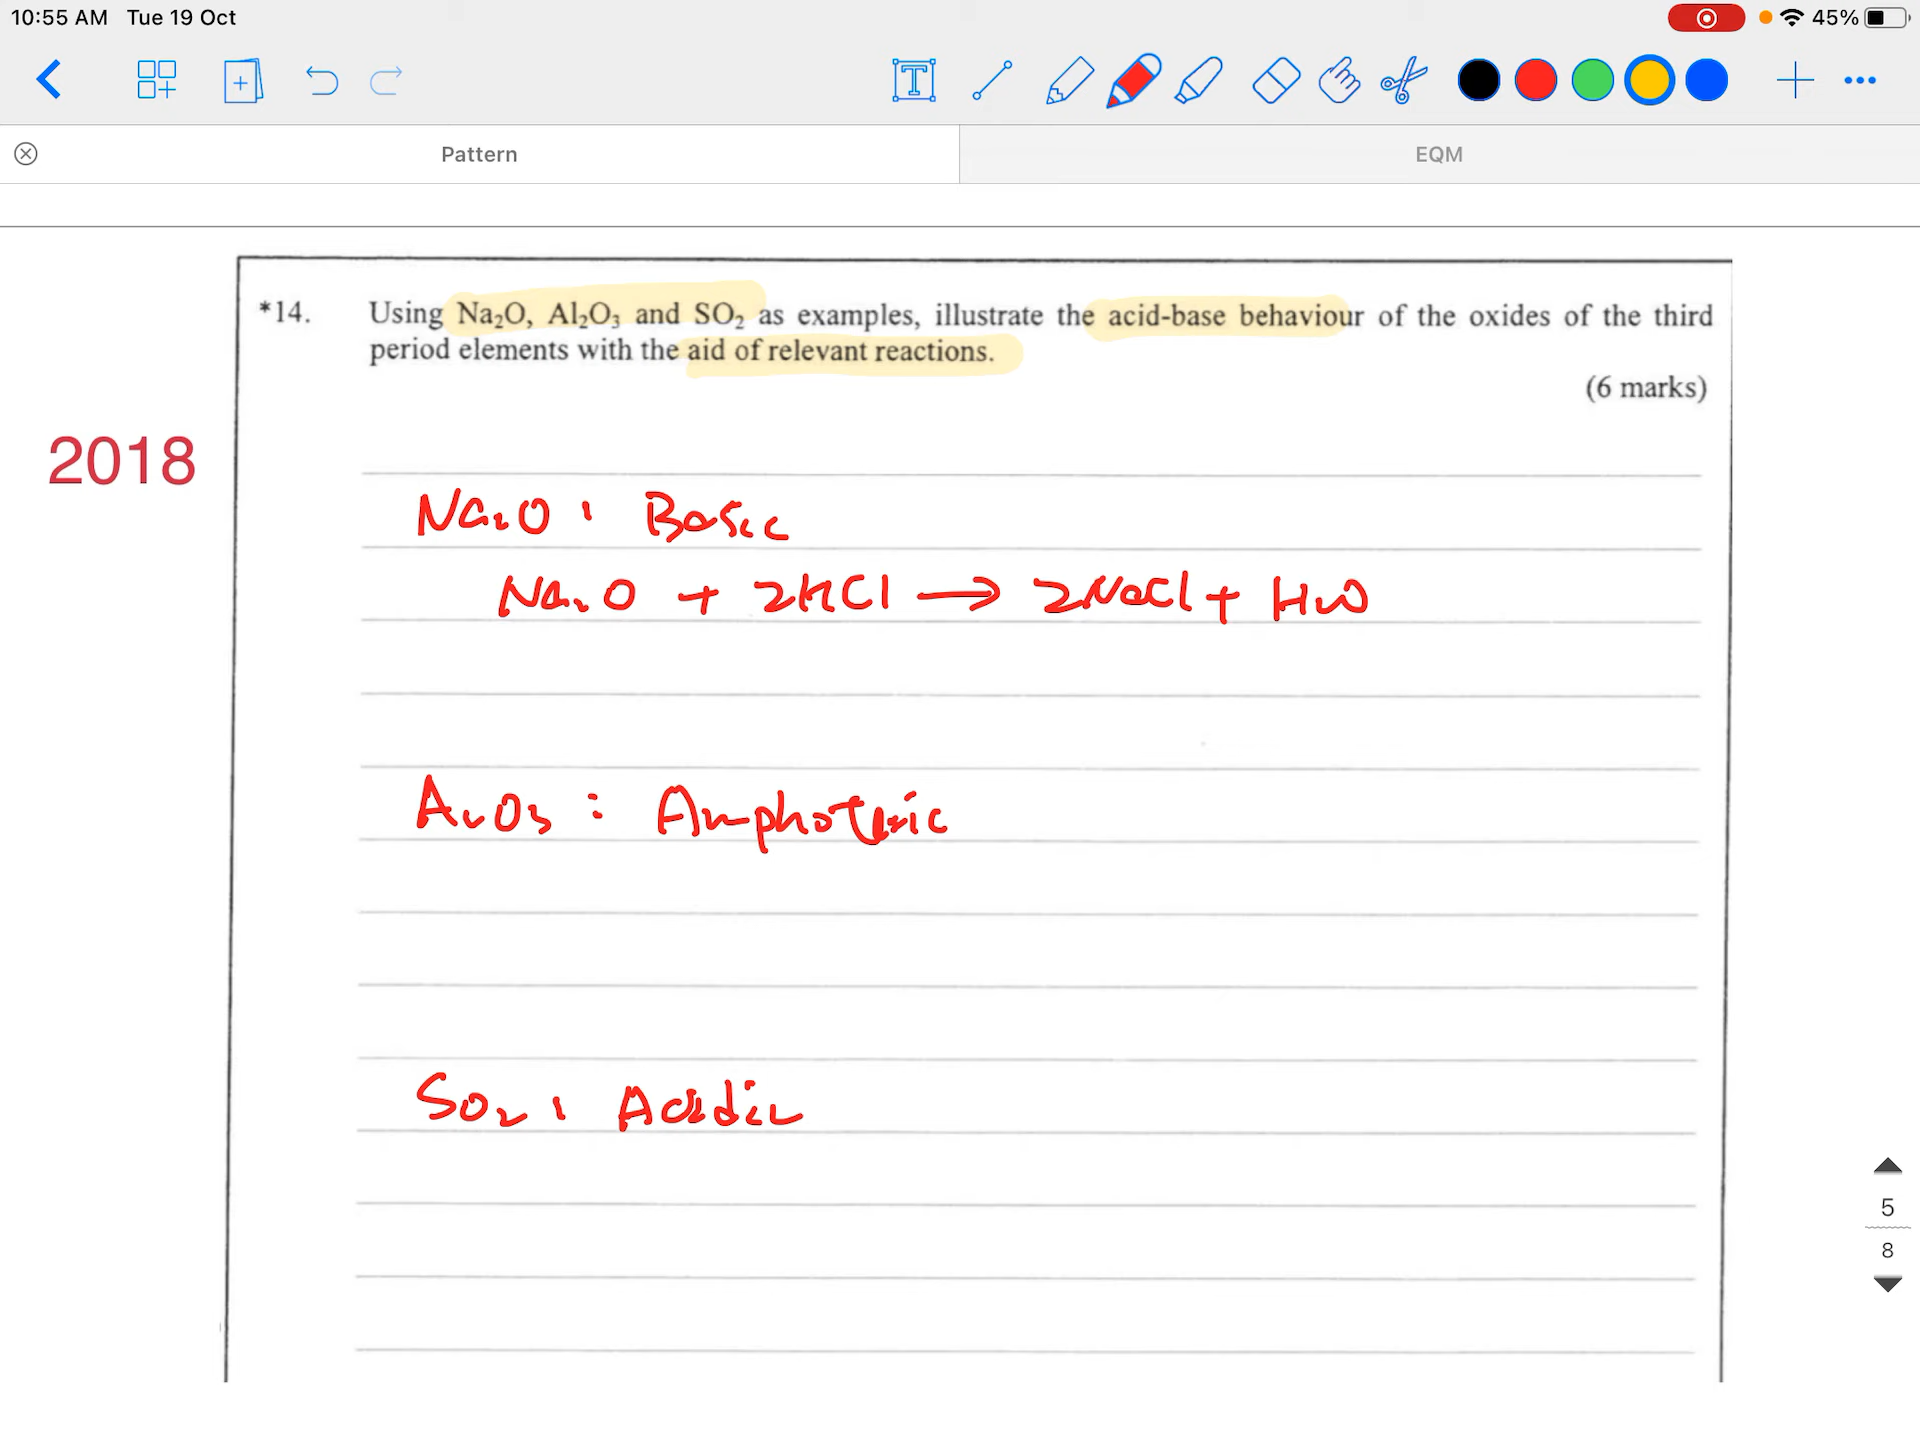 10:55 AM Tue 19 Oct
45%
Pattern
EQM
*14. Using Na₂O, Al₂O₃ and SO₂ as examples, illustrate the acid-base behaviour of the oxides of the third
period elements with the aid of relevant reactions.
(6 marks)
2018
Na₂O : Basic
Na₂O + 2HCl → 2NaCl + H₂O
Al₂O₃ : Amphoteric
SO₂ : Acidic
5
8